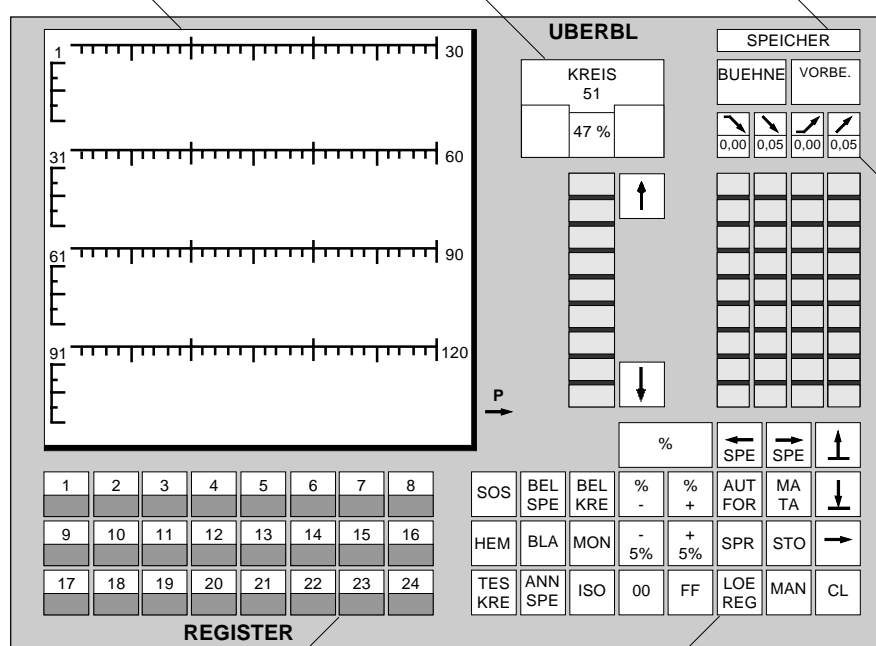 UBERBL
1
30
31
60
61
90
91
120
P
KREIS
51
47 %
SPEICHER
BUEHNE
VORBE.
0,00
0,05
0,00
0,05
%
SPE
SPE
1
2
3
4
5
6
7
8
9
10
11
12
13
14
15
16
17
18
19
20
21
22
23
24
REGISTER
SOS
BEL
SPE
BEL
KRE
%
-
%
+
AUT
FOR
MA
TA
HEM
BLA
MON
-
5%
+
5%
SPR
STO
TES
KRE
ANN
SPE
ISO
00
FF
LOE
REG
MAN
CL